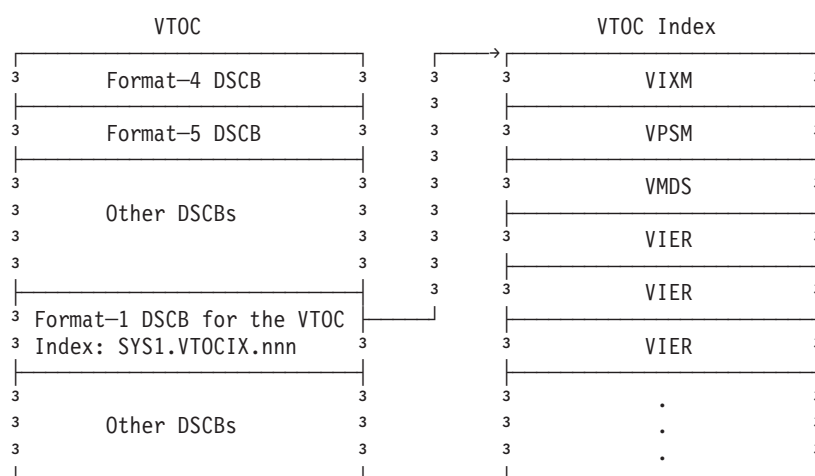 VTOC
VTOC Index
Format–4 DSCB
VIXM
Format–5 DSCB
VPSM
VMDS
Other DSCBs
VIER
VIER
Format–1 DSCB for the VTOC
Index: SYS1.VTOCIX.nnn
VIER
Other DSCBs
.
.
.